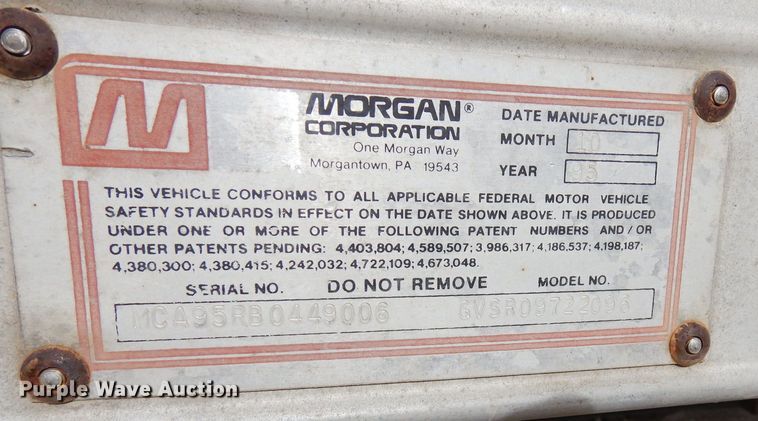 M
MORGAN®
CORPORATION
One Morgan Way
Morgantown, PA 19543
DATE MANUFACTURED
MONTH 10
YEAR 95
THIS VEHICLE CONFORMS TO ALL APPLICABLE FEDERAL MOTOR VEHICLE
SAFETY STANDARDS IN EFFECT ON THE DATE SHOWN ABOVE. IT IS PRODUCED
UNDER ONE OR MORE OF THE FOLLOWING PATENT NUMBERS AND / OR
OTHER PATENTS PENDING: 4,403,804; 4,589,507; 3,986,317; 4,186,537; 4,198,187;
4,380,300; 4,380,415; 4,242,032; 4,722,109; 4,673,048.
SERIAL NO. DO NOT REMOVE MODEL NO.
MCA95RB0449006
Purple Wave Auction